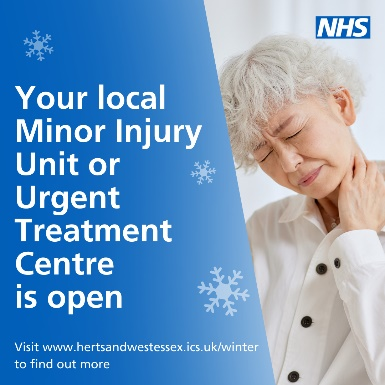 NHS
Your local
Minor Injury
Unit or
Urgent
Treatment
Centre
is open
Visit www.hertsandwestessex.ics.uk/winter
to find out more